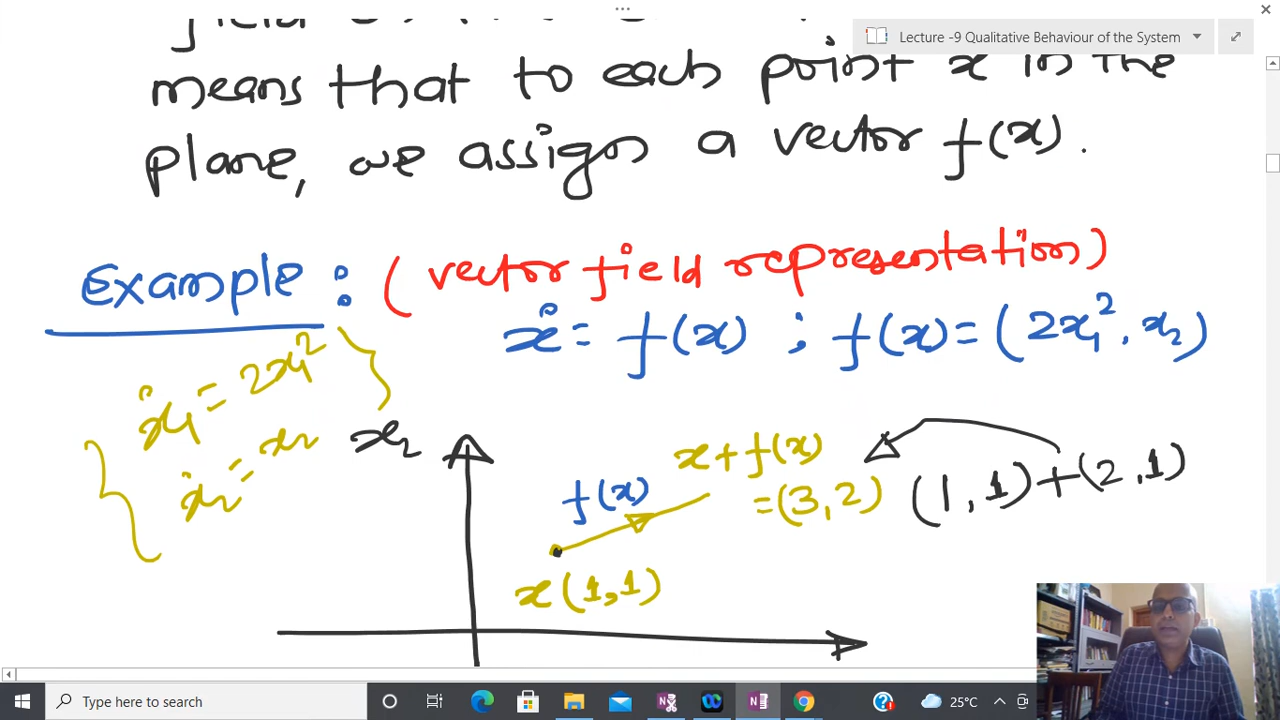 Lecture -9 Qualitative Behaviour of the System
means that to each point x in the
plane, we assign a vector f(x).
Example : (vector field representation)
ẋ = f(x) ; f(x) = (2x₁², x₂)
ẋ₁ = 2x₁²
ẋ₂ = x₂
x₂
f(x)
x + f(x)
= (3, 2)
(1, 1) + (2, 1)
x (1, 1)
Type here to search
25°C